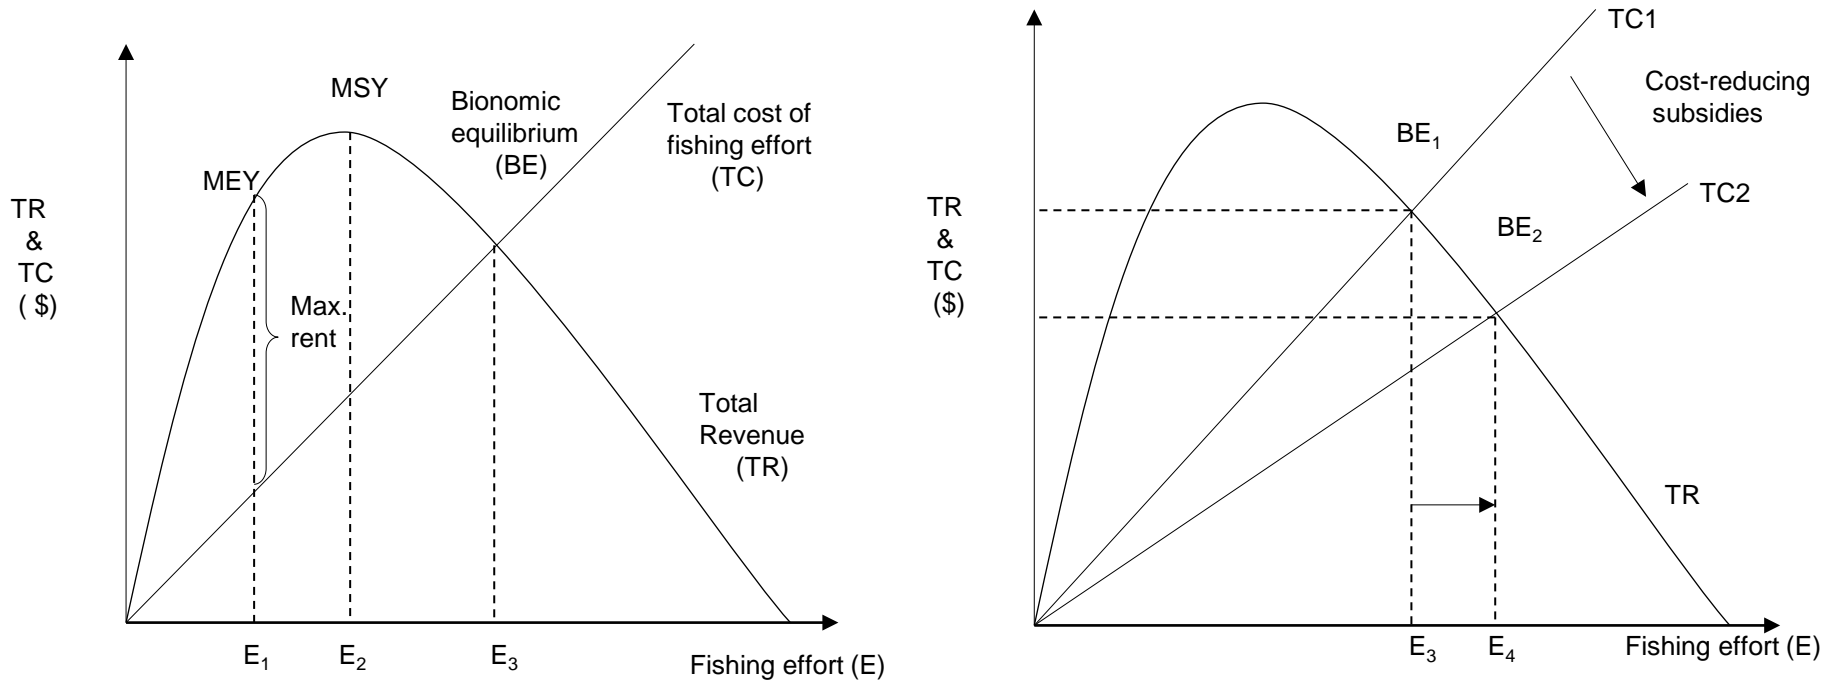 MSY
MEY
Bionomic
equilibrium
(BE)
Total cost of
fishing effort
(TC)
TR
&
TC
( $)
Max.
rent
Total
Revenue
(TR)
E1
E2
E3
Fishing effort (E)
TC1
Cost-reducing
subsidies
BE1
TC2
BE2
TR
&
TC
($)
TR
E3
E4
Fishing effort (E)